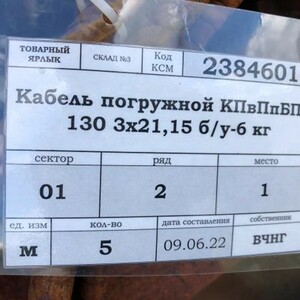 ТОВАРНЫЙ ЯРЛЫК СКЛАД №3 Код КСМ 2384601
Кабель погружной КПвПпБП
130 3х21,15 б/у-6 кг
сектор ряд место
01 2 1
ед. изм кол-во дата составления собственник
м 5 09.06.22 ВЧНГ